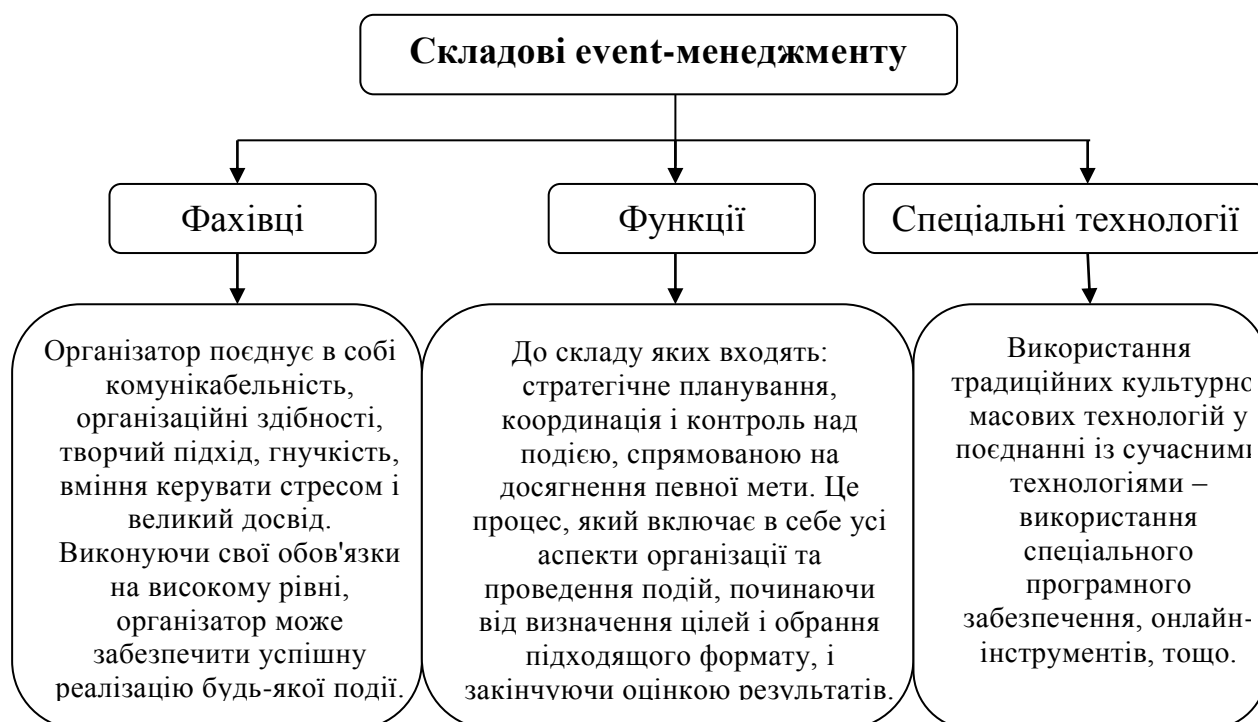 Складові event-менеджменту
Фахівці
Функції
Спеціальні технології
Організатор поєднує в собі
комунікабельність,
організаційні здібності,
творчий підхід, гнучкість,
вміння керувати стресом і
великий досвід.
Виконуючи свої обов'язки
на високому рівні,
організатор може
забезпечити успішну
реалізацію будь-якої події.
До складу яких входять:
стратегічне планування,
координація і контроль над
подією, спрямованою на
досягнення певної мети. Це
процес, який включає в себе усі
аспекти організації та
проведення подій, починаючи
від визначення цілей і обрання
підходящого формату, і
закінчуючи оцінкою результатів.
Використання
традиційних культурно
масових технологій у
поєднанні із сучасними
технологіями –
використання
спеціального
програмного
забезпечення, онлайн-
інструментів, тощо.